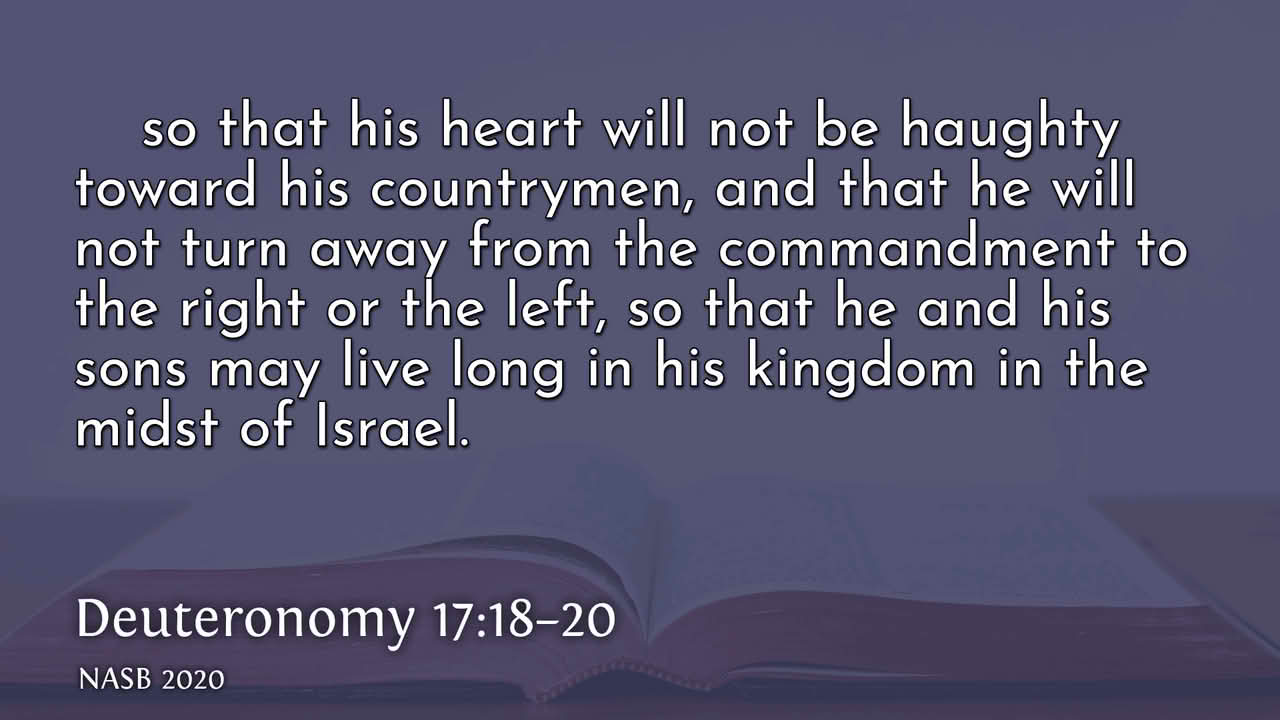 so that his heart will not be haughty
toward his countrymen, and that he will
not turn away from the commandment to
the right or the left, so that he and his
sons may live long in his kingdom in the
midst of Israel.
Deuteronomy 17:18–20
NASB 2020